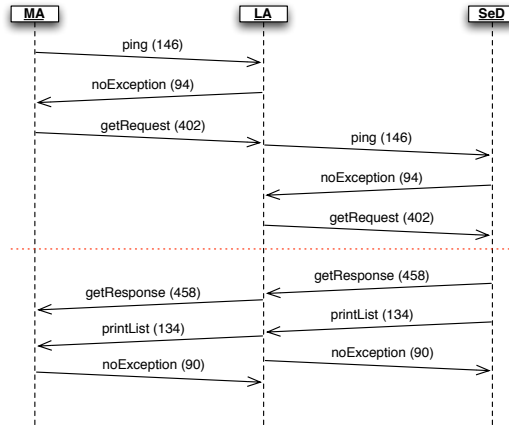 MA
LA
SeD
ping (146)
noException (94)
getRequest (402)
ping (146)
noException (94)
getRequest (402)
getResponse (458)
getResponse (458)
printList (134)
printList (134)
noException (90)
noException (90)